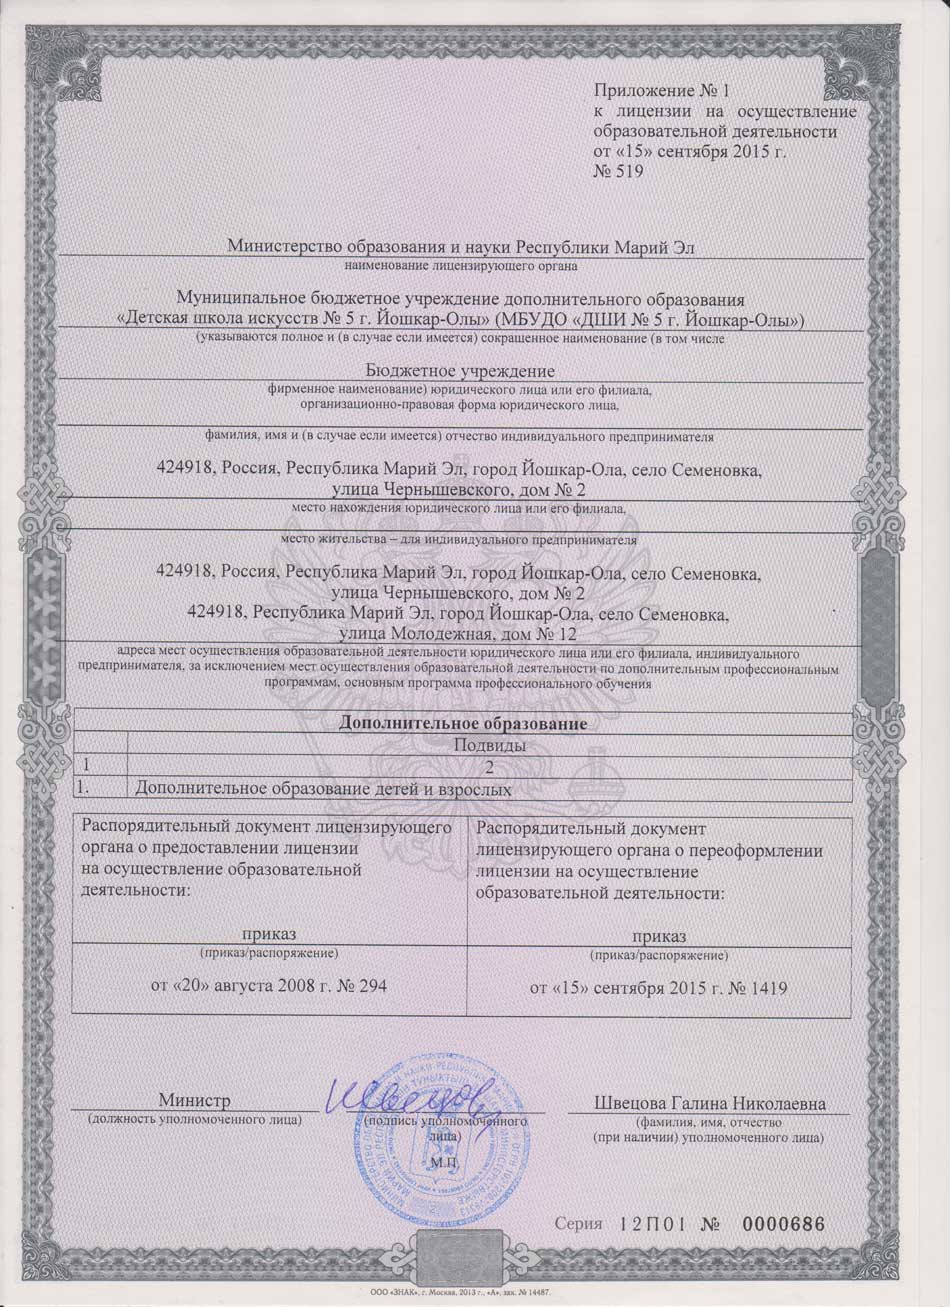 Приложение № 1
к лицензии на осуществление
образовательной деятельности
от «15» сентября 2015 г.
№ 519
Министерство образования и науки Республики Марий Эл
наименование лицензирующего органа
Муниципальное бюджетное учреждение дополнительного образования
«Детская школа искусств № 5 г. Йошкар-Олы» (МБУДО «ДШИ № 5 г. Йошкар-Олы»)
(указываются полное и (в случае если имеется) сокращенное наименование (в том числе
Бюджетное учреждение
фирменное наименование) юридического лица или его филиала,
организационно-правовая форма юридического лица,
фамилия, имя и (в случае если имеется) отчество индивидуального предпринимателя
424918, Россия, Республика Марий Эл, город Йошкар-Ола, село Семеновка,
улица Чернышевского, дом № 2
место нахождения юридического лица или его филиала,
место жительства – для индивидуального предпринимателя
424918, Россия, Республика Марий Эл, город Йошкар-Ола, село Семеновка,
улица Чернышевского, дом № 2
424918, Республика Марий Эл, город Йошкар-Ола, село Семеновка,
улица Молодежная, дом № 12
адреса мест осуществления образовательной деятельности юридического лица или его филиала, индивидуального
предпринимателя, за исключением мест осуществления образовательной деятельности по дополнительным профессиональным
программам, основным программа профессионального обучения
Дополнительное образование
Подвиды
1 2
1. Дополнительное образование детей и взрослых
Распорядительный документ лицензирующего
органа о предоставлении лицензии
на осуществление образовательной
деятельности:
приказ
(приказ/распоряжение)
от «20» августа 2008 г. № 294
Распорядительный документ
лицензирующего органа о переоформлении
лицензии на осуществление
образовательной деятельности:
приказ
(приказ/распоряжение)
от «15» сентября 2015 г. № 1419
Министр
(должность уполномоченного лица)
(подпись уполномоченного
лица)
М.П.
Швецова Галина Николаевна
(фамилия, имя, отчество
(при наличии) уполномоченного лица)
Серия 12П01 № 0000686
ООО «ЗНАК», г. Москва, 2013 г., «А», зак. № 14487.